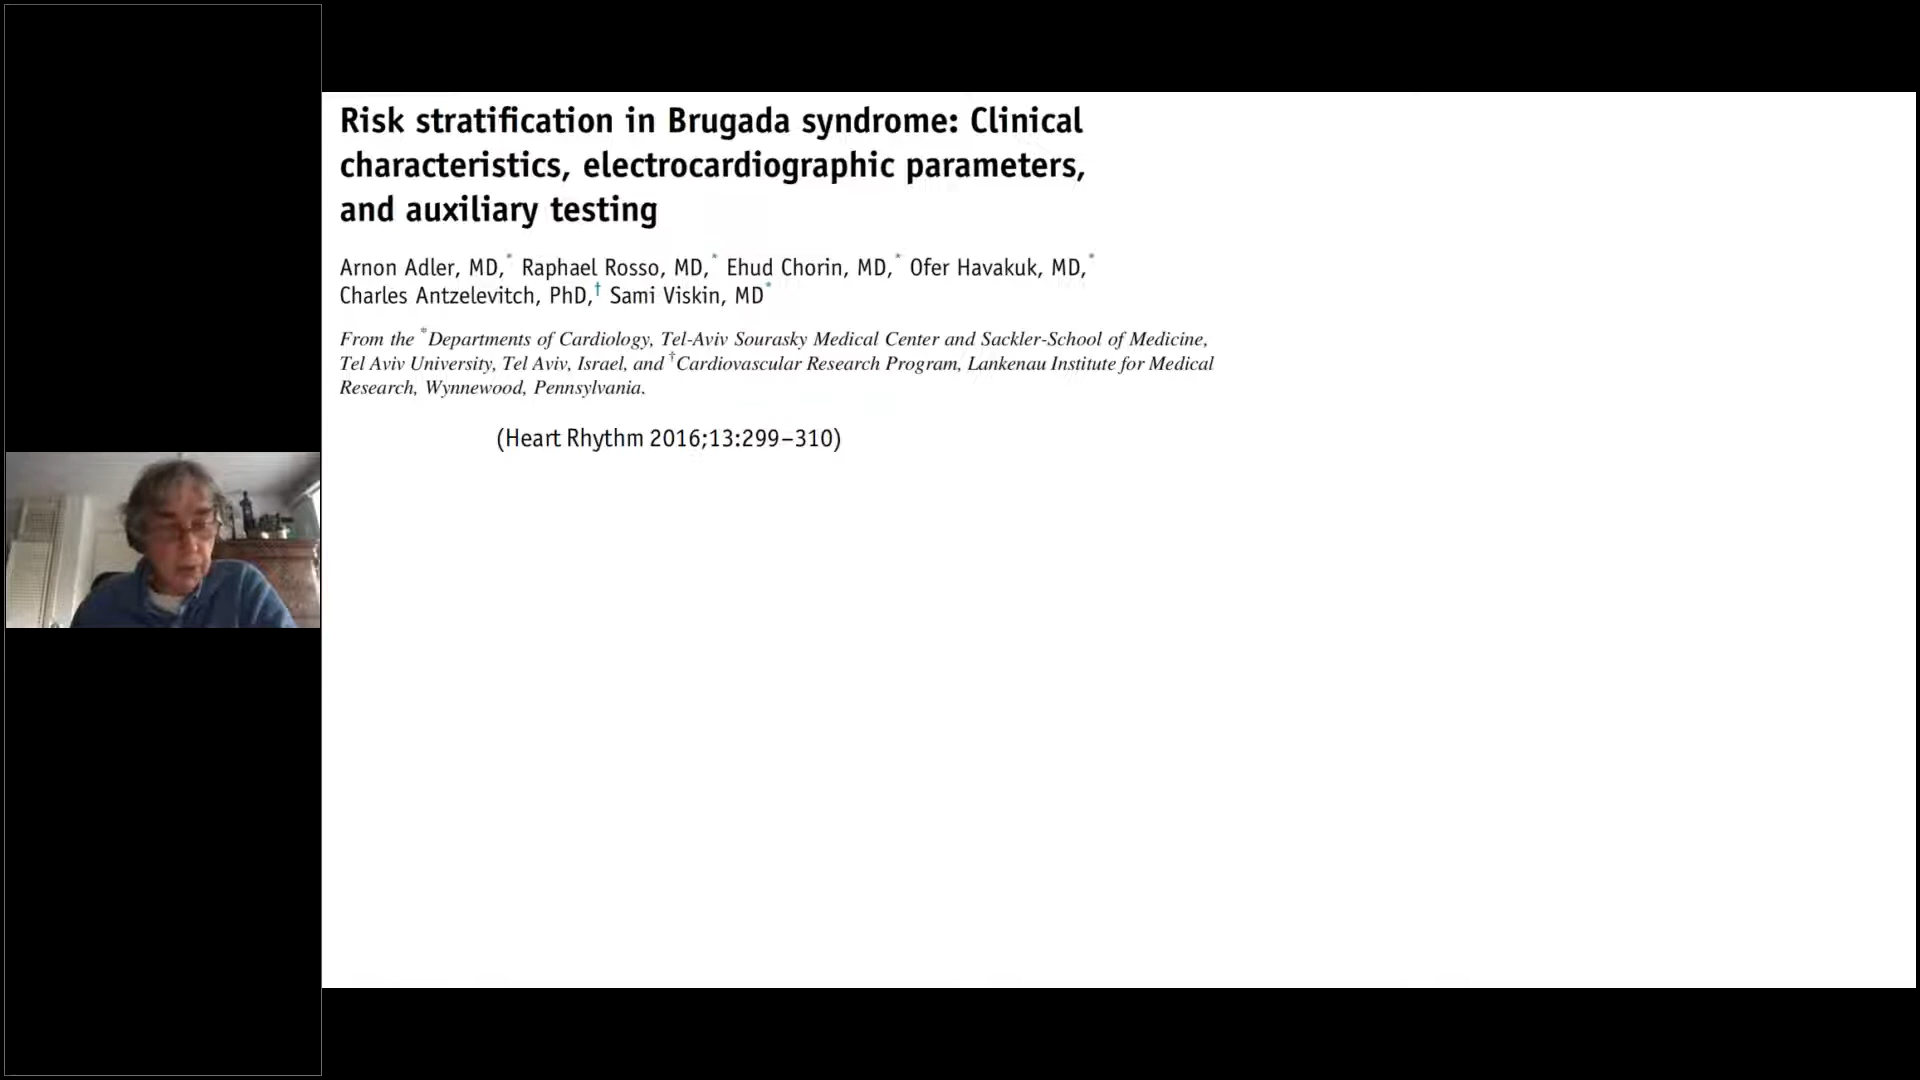 Risk stratification in Brugada syndrome: Clinical
characteristics, electrocardiographic parameters,
and auxiliary testing
Arnon Adler, MD,* Raphael Rosso, MD,* Ehud Chorin, MD,* Ofer Havakuk, MD,*
Charles Antzelevitch, PhD,† Sami Viskin, MD*
From the *Departments of Cardiology, Tel-Aviv Sourasky Medical Center and Sackler-School of Medicine,
Tel Aviv University, Tel Aviv, Israel, and †Cardiovascular Research Program, Lankenau Institute for Medical
Research, Wynnewood, Pennsylvania.
(Heart Rhythm 2016;13:299–310)